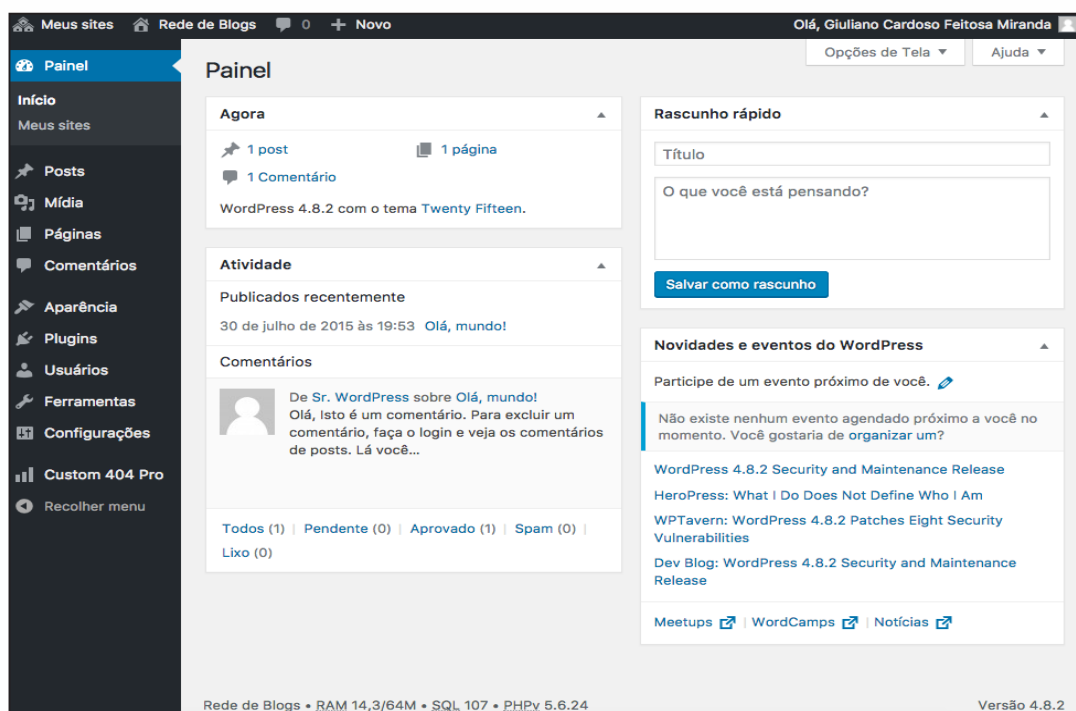 Meus sites Rede de Blogs 0 + Novo Olá, Giuliano Cardoso Feitosa Miranda
Opções de Tela ▼ Ajuda ▼
Painel
Início
Meus sites
Posts
Mídia
Páginas
Comentários
Aparência
Plugins
Usuários
Ferramentas
Configurações
Custom 404 Pro
Recolher menu
Painel
Agora
1 post 1 página
1 Comentário
WordPress 4.8.2 com o tema Twenty Fifteen.
Atividade
Publicados recentemente
30 de julho de 2015 às 19:53 Olá, mundo!
Comentários
De Sr. WordPress sobre Olá, mundo!
Olá, Isto é um comentário. Para excluir um
comentário, faça o login e veja os comentários
de posts. Lá você...
Todos (1) | Pendente (0) | Aprovado (1) | Spam (0) |
Lixo (0)
Rascunho rápido
Título
O que você está pensando?
Salvar como rascunho
Novidades e eventos do WordPress
Participe de um evento próximo de você.
Não existe nenhum evento agendado próximo a você no
momento. Você gostaria de organizar um?
WordPress 4.8.2 Security and Maintenance Release
HeroPress: What I Do Does Not Define Who I Am
WPTavern: WordPress 4.8.2 Patches Eight Security
Vulnerabilities
Dev Blog: WordPress 4.8.2 Security and Maintenance
Release
Meetups | WordCamps | Notícias
Rede de Blogs • RAM 14,3/64M • SQL 107 • PHPv 5.6.24 Versão 4.8.2